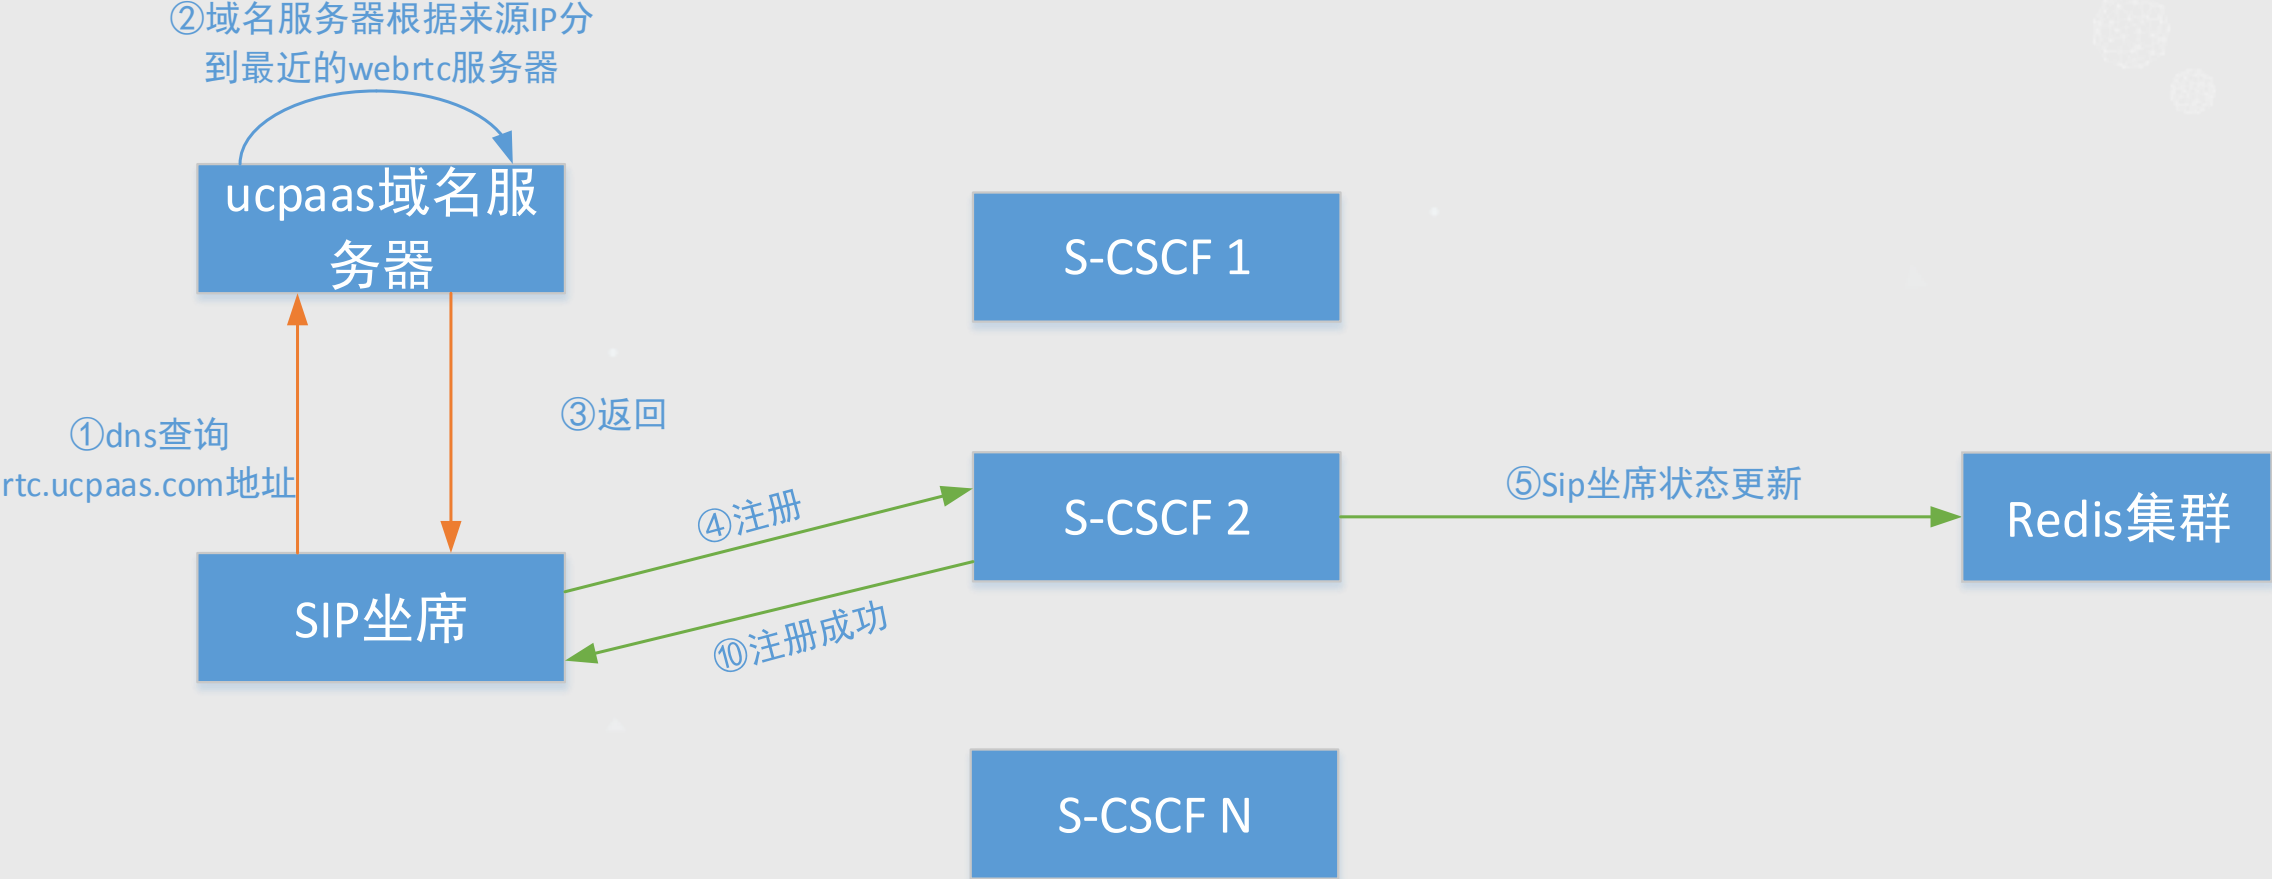 ②域名服务器根据来源IP分
到最近的webrtc服务器
ucpaas域名服
务器
S-CSCF 1
③返回
①dns查询
rtc.ucpaas.com地址
④注册
S-CSCF 2
⑤Sip坐席状态更新
Redis集群
SIP坐席
⑩注册成功
S-CSCF N